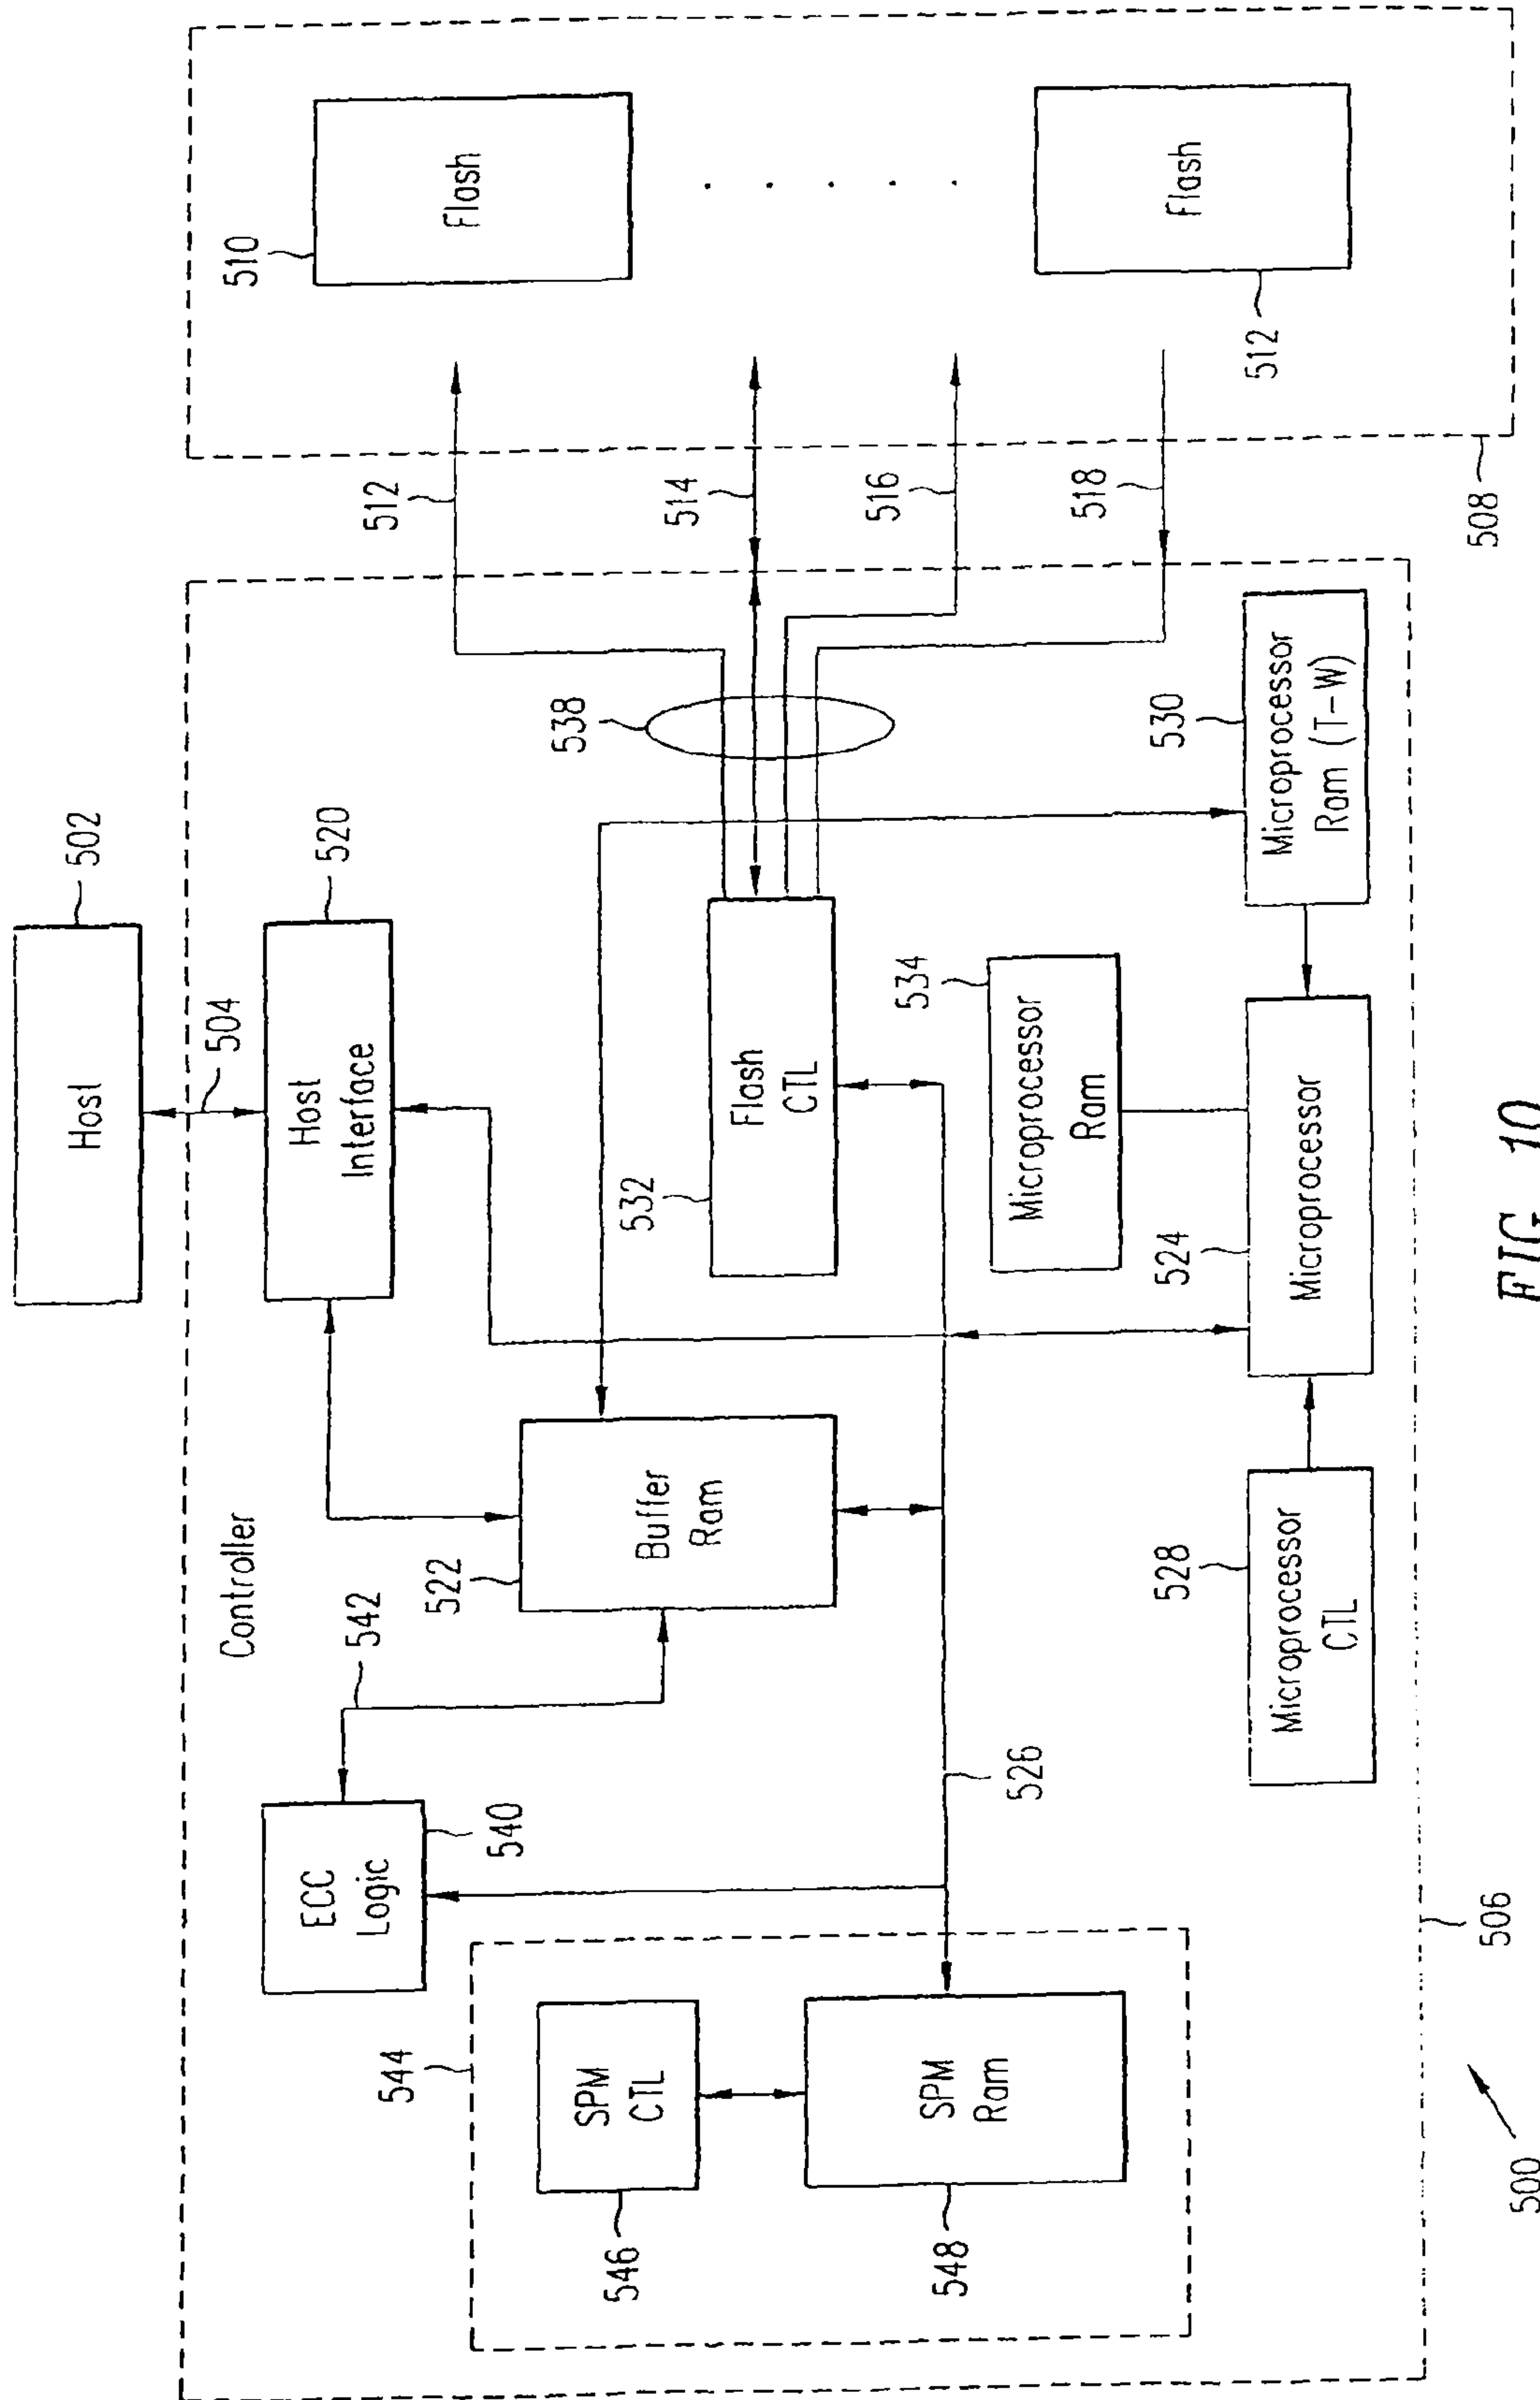 Host
502
504
Controller
Host
Interface
520
ECC
Logic
540
542
544
SPM
CTL
546
SPM
Ram
548
522
Buffer
Ram
532
Flash
CTL
538
534
Microprocessor
Ram
526
528
Microprocessor
CTL
524
Microprocessor
530
Microprocessor
Ram (T-W)
506
500
512
514
516
518
510
Flash
Flash
512
508
FIG. 10